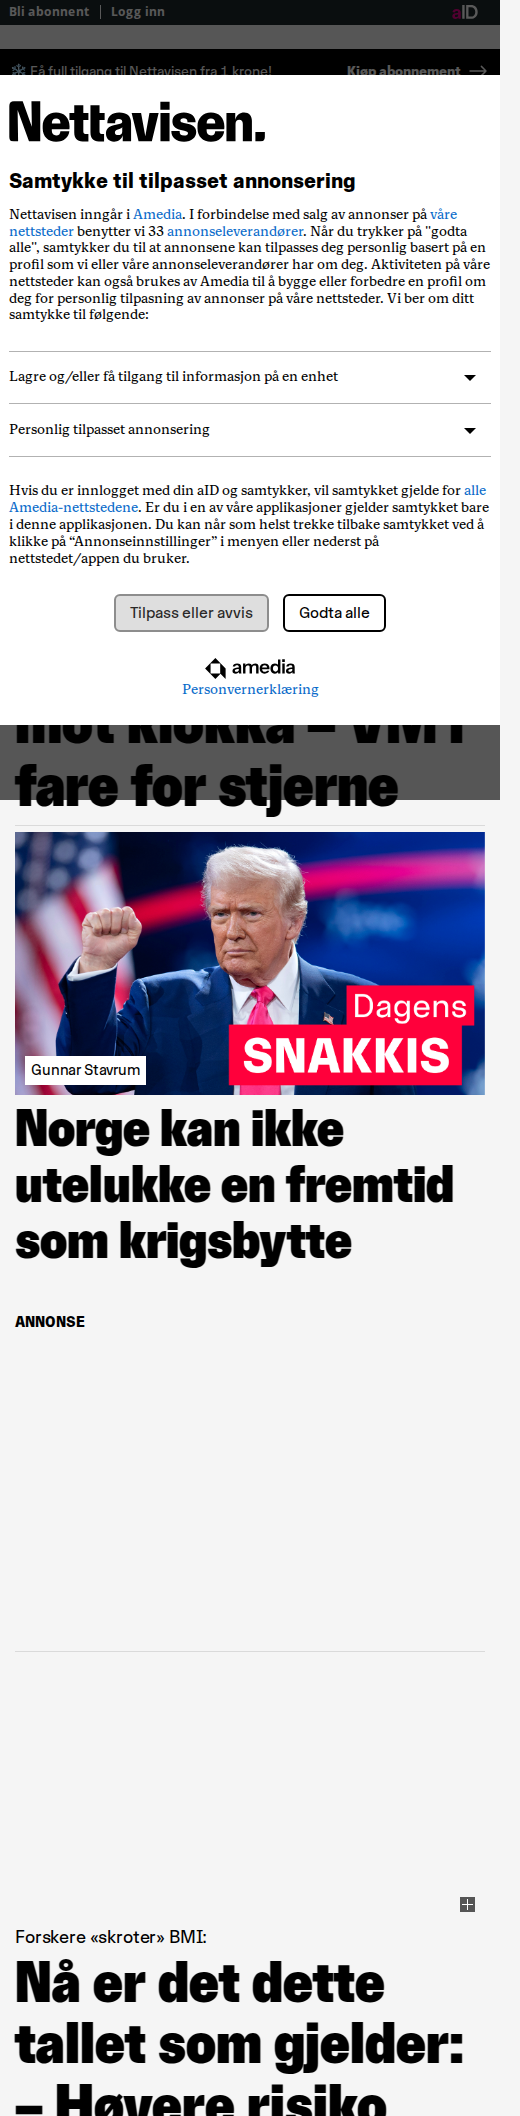 Bli abonnent | Logg inn
aID
Få full tilgang til Nettavisen fra 1 krone!
Kjøp abonnement
Nettavisen.
Samtykke til tilpasset annonsering
Nettavisen inngår i Amedia. I forbindelse med salg av annonser på våre
nettsteder benytter vi 33 annonseleverandører. Når du trykker på "godta
alle", samtykker du til at annonsene kan tilpasses deg personlig basert på en
profil som vi eller våre annonseleverandører har om deg. Aktiviteten på våre
nettsteder kan også brukes av Amedia til å bygge eller forbedre en profil om
deg for personlig tilpasning av annonser på våre nettsteder. Vi ber om ditt
samtykke til følgende:
Lagre og/eller få tilgang til informasjon på en enhet
Personlig tilpasset annonsering
Hvis du er innlogget med din aID og samtykker, vil samtykket gjelde for alle
Amedia-nettstedene. Er du i en av våre applikasjoner gjelder samtykket bare
i denne applikasjonen. Du kan når som helst trekke tilbake samtykket ved å
klikke på “Annonseinnstillinger” i menyen eller nederst på
nettstedet/appen du bruker.
Tilpass eller avvis
Godta alle
amedia
Personvernerklæring
mot klokka – VM i
fare for stjerne
Dagens
SNAKKIS
Gunnar Stavrum
Norge kan ikke
utelukke en fremtid
som krigsbytte
ANNONSE
Forskere «skroter» BMI:
Nå er det dette
tallet som gjelder:
– Høyere risiko